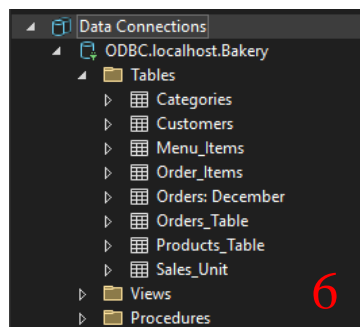 Data Connections
ODBC.localhost.Bakery
Tables
Categories
Customers
Menu_Items
Order_Items
Orders: December
Orders_Table
Products_Table
Sales_Unit
Views
Procedures
6